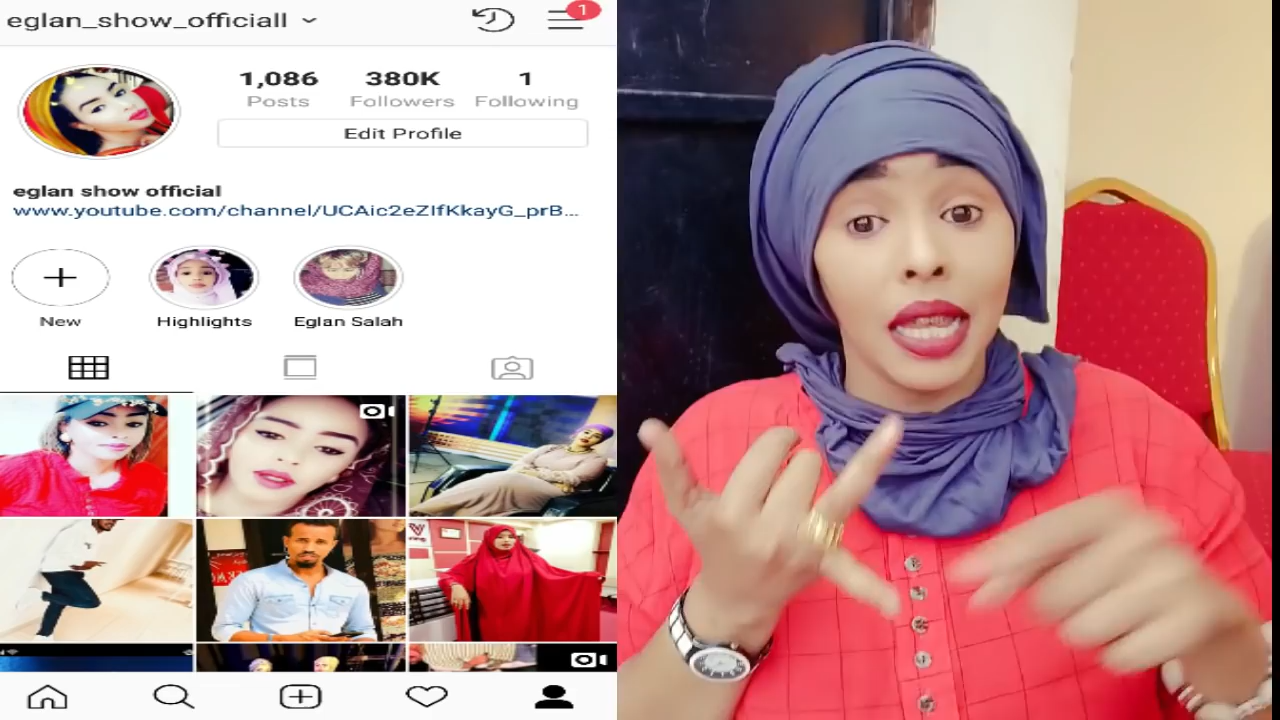 eglan_show_officiall
1
1,086 380K 1
Posts Followers Following
Edit Profile
eglan show official
www.youtube.com/channel/UCAic2eZIfKkayG_prB...
New Highlights Eglan Salah